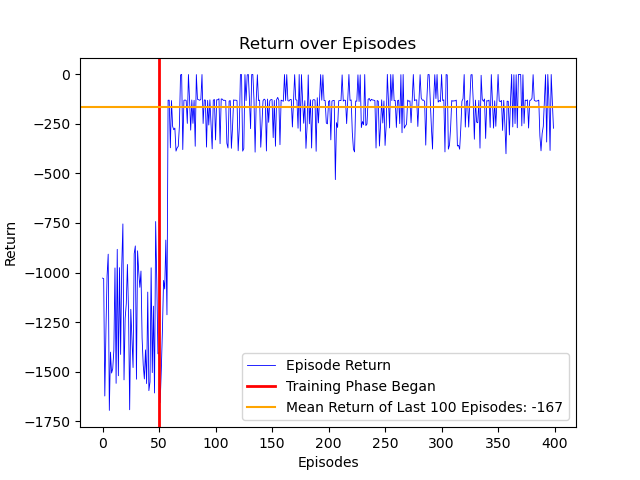 Return over Episodes
0
−250
−500
−750
−1000
−1250
−1500
−1750
Return
Episode Return
Training Phase Began
Mean Return of Last 100 Episodes: -167
0
50
100
150
200
250
300
350
400
Episodes